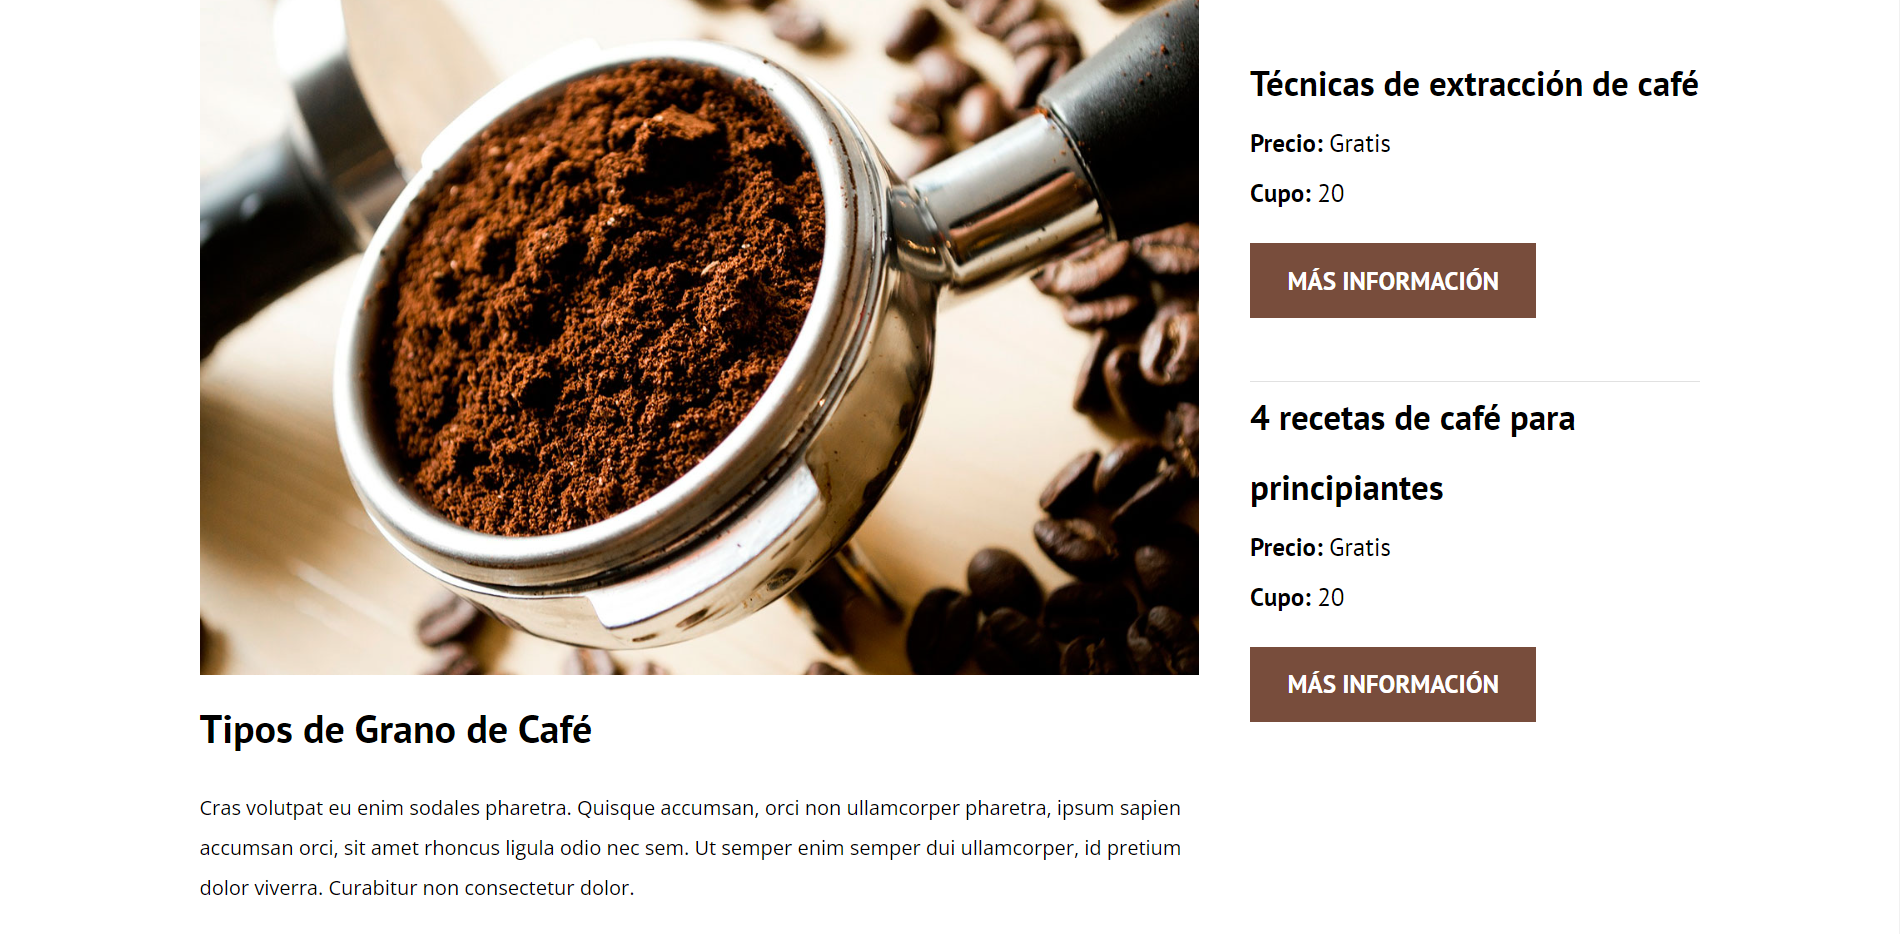 Técnicas de extracción de café
Precio: Gratis
Cupo: 20
MÁS INFORMACIÓN
4 recetas de café para
principiantes
Precio: Gratis
Cupo: 20
MÁS INFORMACIÓN
Tipos de Grano de Café
Cras volutpat eu enim sodales pharetra. Quisque accumsan, orci non ullamcorper pharetra, ipsum sapien
accumsan orci, sit amet rhoncus ligula odio nec sem. Ut semper enim semper dui ullamcorper, id pretium
dolor viverra. Curabitur non consectetur dolor.